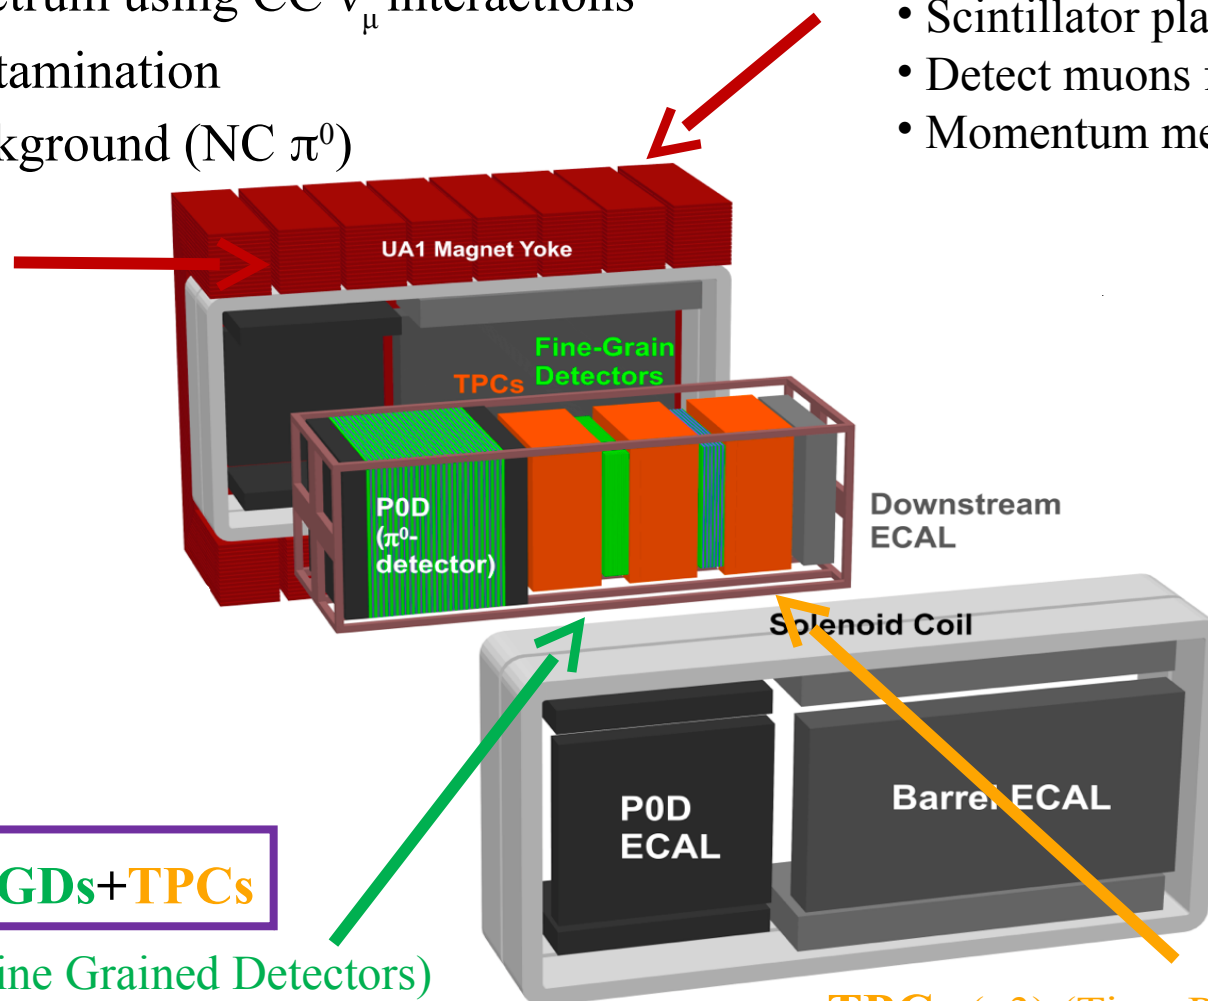 ctrum using CC νμ interactions
tamination
kground (NC π⁰)
• Scintillator pla
• Detect muons
• Momentum me
UA1 Magnet Yoke
Fine-Grain
Detectors
TPCs
P0D
(π⁰-
detector)
Downstream
ECAL
Solenoid Coil
P0D
ECAL
Barrel ECAL
GDs+TPCs
ine Grained Detectors)